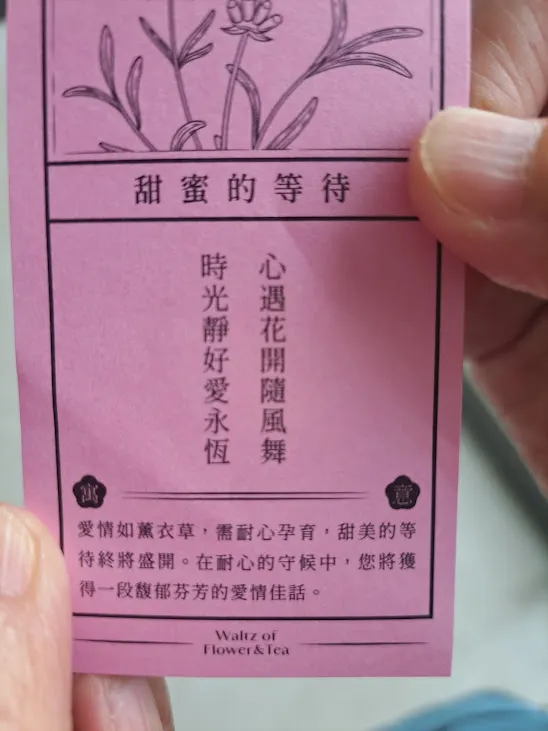 甜蜜的等待
心遇花開隨風舞
時光靜好愛永恆
寓意
愛情如薰衣草，需耐心孕育，甜美的等
待終將盛開。在耐心的守候中，您將獲
得一段馥郁芬芳的愛情佳話。
Waltz of
Flower&Tea